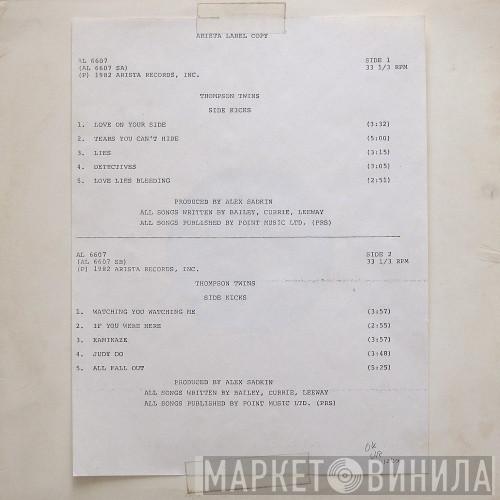 ARISTA LABEL COPY
AL 6607 SIDE 1
(AL 6607 SA) 33 1/3 RPM
(P) 1982 ARISTA RECORDS, INC.
THOMPSON TWINS
SIDE KICKS
1. LOVE ON YOUR SIDE (3:32)
2. TEARS YOU CAN'T HIDE (5:00)
3. LIES (3:15)
4. DETECTIVES (3:05)
5. LOVE LIES BLEEDING (2:51)
PRODUCED BY ALEX SADKIN
ALL SONGS WRITTEN BY BAILEY, CURRIE, LEEWAY
ALL SONGS PUBLISHED BY POINT MUSIC LTD. (PRS)
AL 6607 SIDE 2
(AL 6607 SB) 33 1/3 RPM
(P) 1982 ARISTA RECORDS, INC.
THOMPSON TWINS
SIDE KICKS
1. WATCHING YOU WATCHING ME (3:57)
2. IF YOU WERE HERE (2:55)
3. KAMIKAZE (3:57)
4. JUDY DO (3:48)
5. ALL FALL OUT (5:25)
PRODUCED BY ALEX SADKIN
ALL SONGS WRITTEN BY BAILEY, CURRIE, LEEWAY
ALL SONGS PUBLISHED BY POINT MUSIC LTD. (PRS)
OK
МАРКЕТВИНИЛА